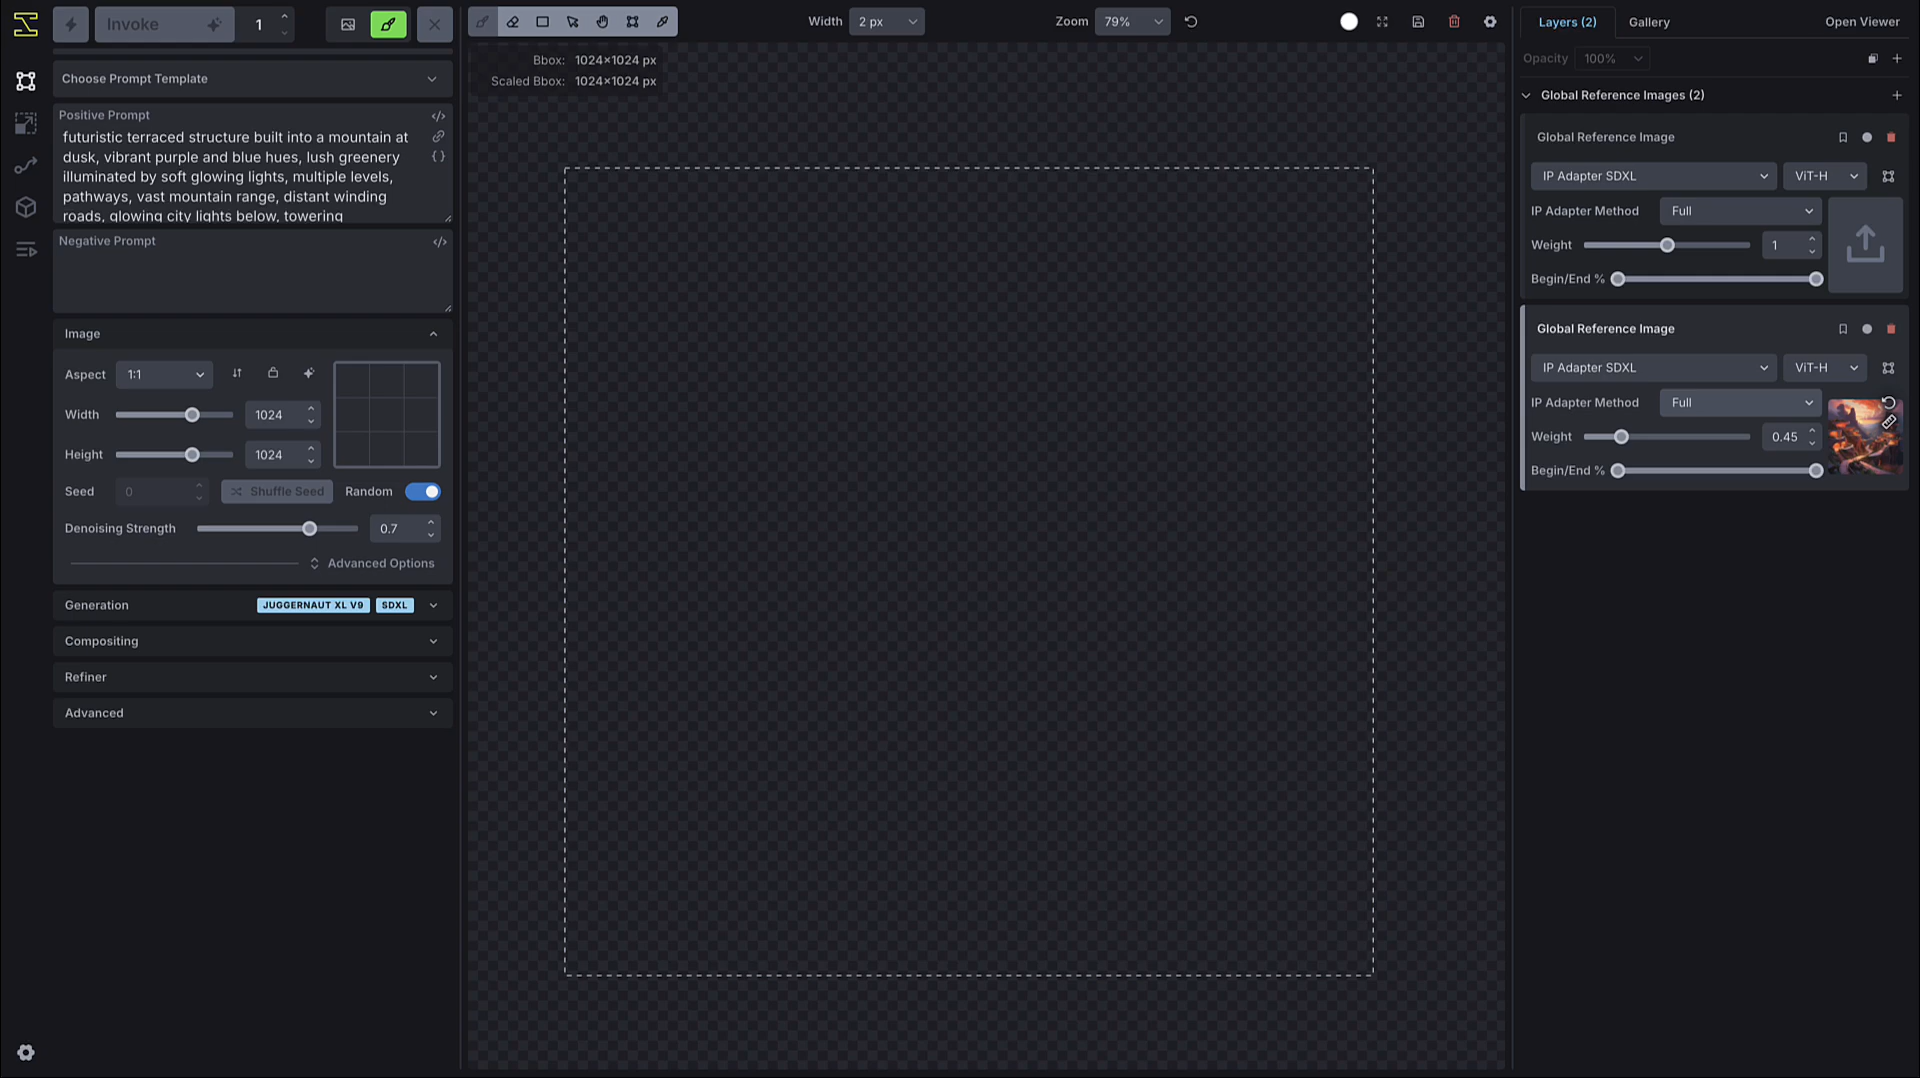 Invoke
1
Width
2 px
Zoom
79%
Layers (2)
Gallery
Open Viewer
Bbox: 1024×1024 px
Scaled Bbox: 1024×1024 px
Opacity
100%
Choose Prompt Template
Positive Prompt
futuristic terraced structure built into a mountain at
dusk, vibrant purple and blue hues, lush greenery
illuminated by soft glowing lights, multiple levels,
pathways, vast mountain range, distant winding
roads, glowing city lights below, towering
Negative Prompt
Image
Aspect
1:1
Width
1024
Height
1024
Seed
0
Shuffle Seed
Random
Denoising Strength
0.7
Advanced Options
Generation
JUGGERNAUT XL V9
SDXL
Compositing
Refiner
Advanced
Global Reference Images (2)
Global Reference Image
IP Adapter SDXL
ViT-H
IP Adapter Method
Full
Weight
1
Begin/End %
Global Reference Image
IP Adapter SDXL
ViT-H
IP Adapter Method
Full
Weight
0.45
Begin/End %